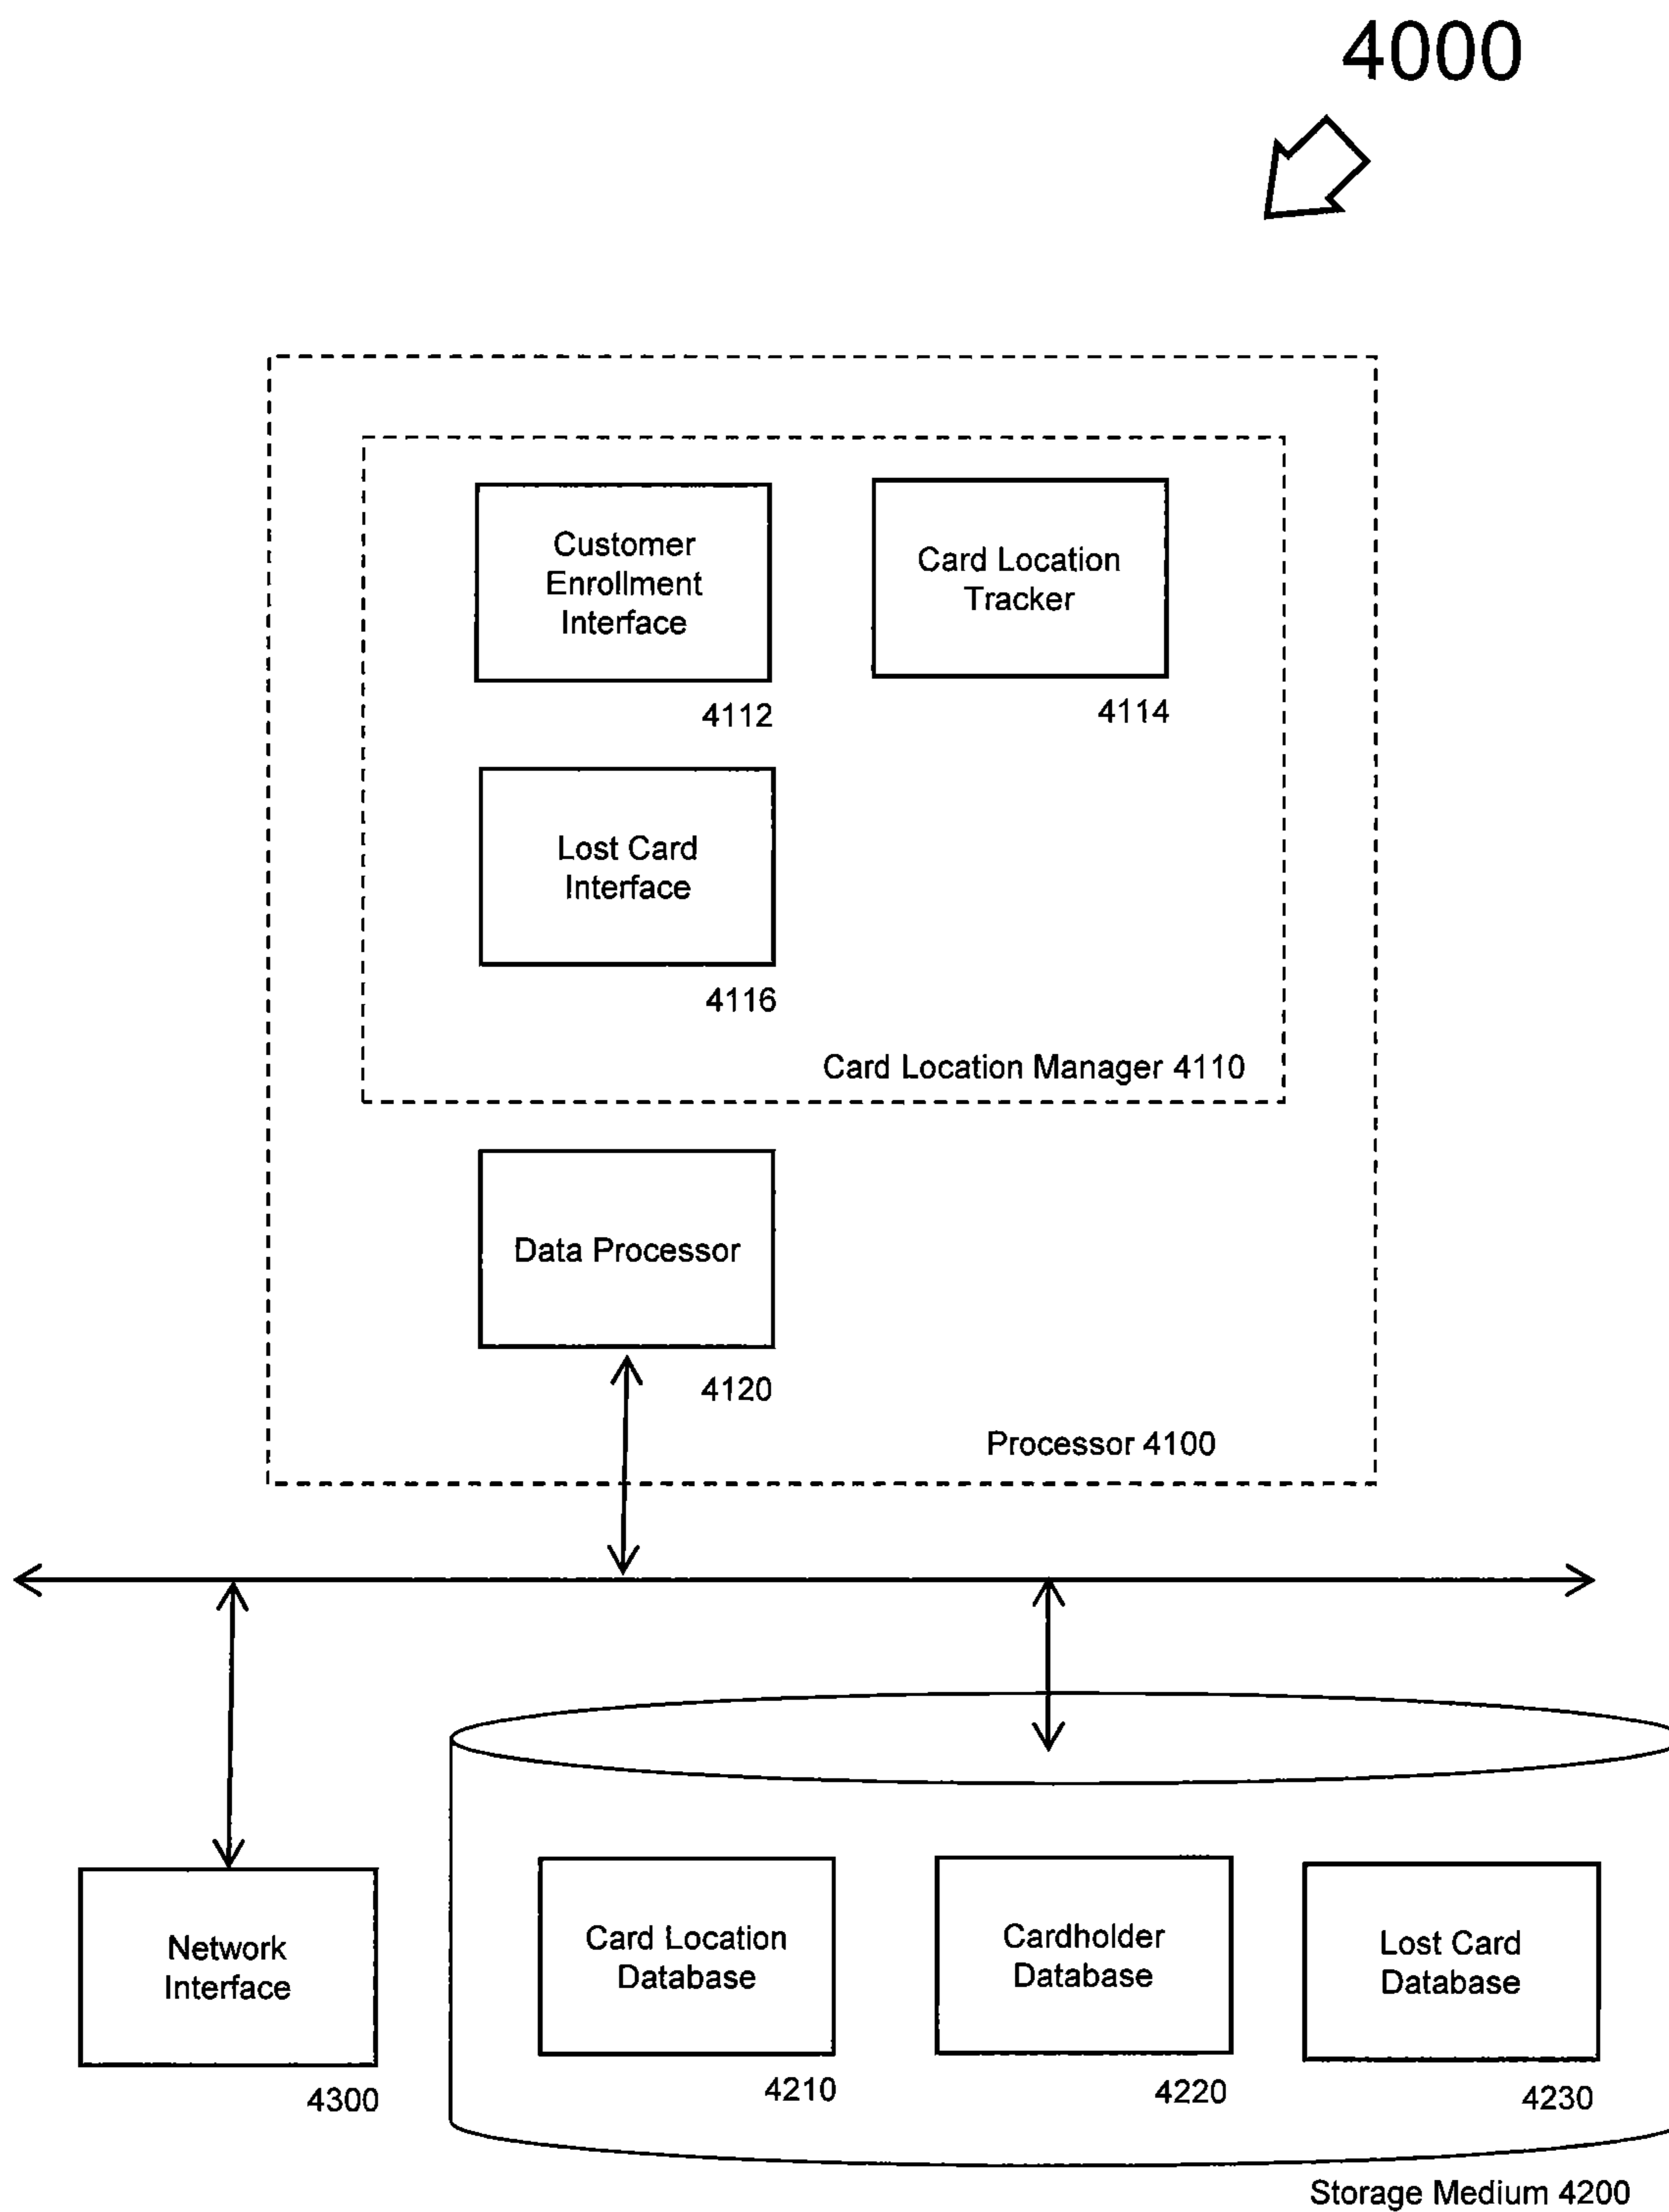 4000
Customer
Enrollment
Interface
4112
Card Location
Tracker
4114
Lost Card
Interface
4116
Card Location Manager 4110
Data Processor
4120
Processor 4100
Network
Interface
4300
Card Location
Database
4210
Cardholder
Database
4220
Lost Card
Database
4230
Storage Medium 4200